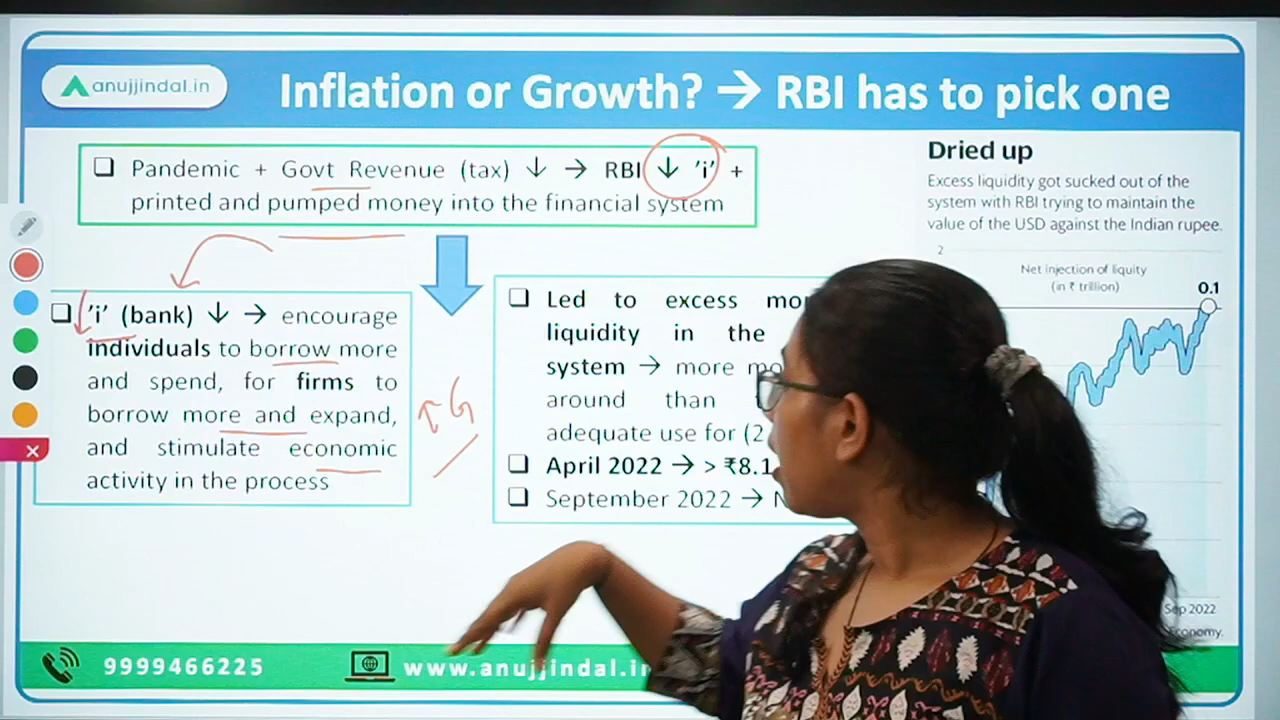 anujjindal.in
Inflation or Growth? → RBI has to pick one
❑ Pandemic + Govt Revenue (tax) ↓ → RBI ↓ 'i' +
printed and pumped money into the financial system
❑ 'i' (bank) ↓ → encourage
individuals to borrow more
and spend, for firms to
borrow more and expand,
and stimulate economic
activity in the process
↑G
❑ Led to excess
liquidity in the
system → more
around than
adequate use for (2
❑ April 2022 → > ₹8.1
❑ September 2022 →
Dried up
Excess liquidity got sucked out of the
system with RBI trying to maintain the
value of the USD against the Indian rupee.
2
Net injection of liquity
(in ₹ trillion)
0.1
Sep 2022
Economy.
9999466225
www.anujjindal.in